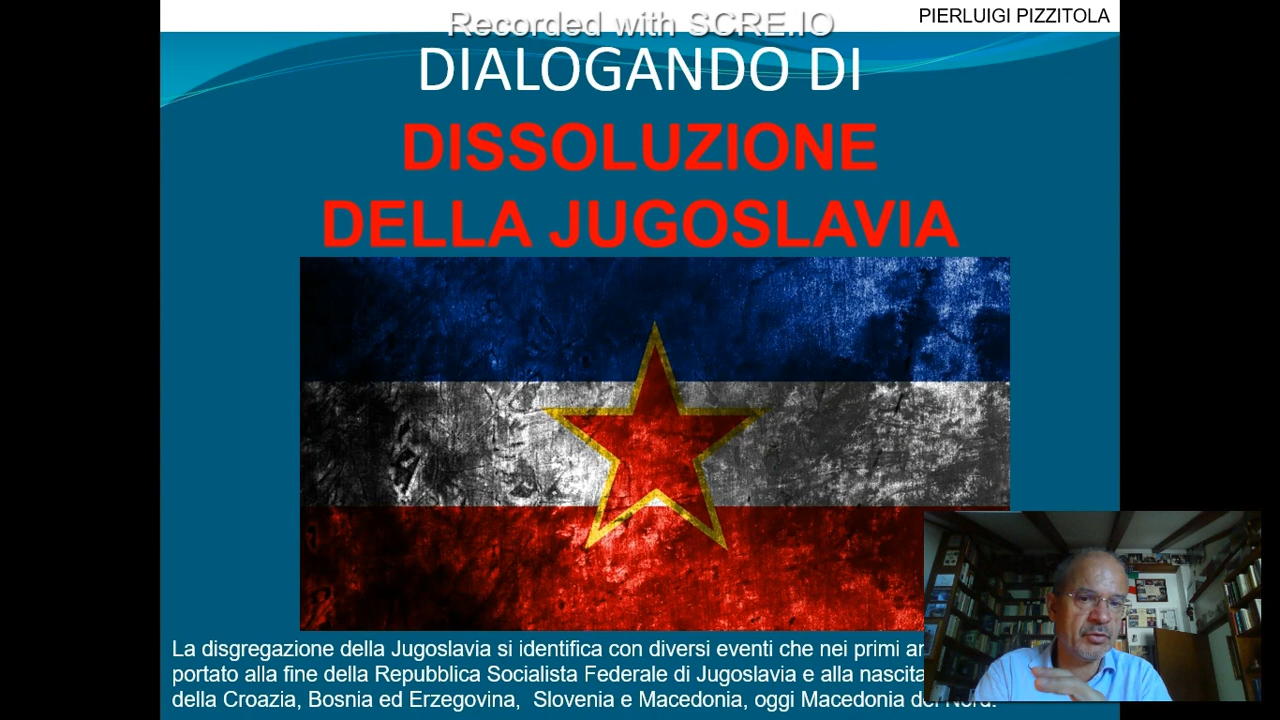 PIERLUIGI PIZZITOLA
Recorded with SCRE.IO
DIALOGANDO DI
DISSOLUZIONE
DELLA JUGOSLAVIA
La disgregazione della Jugoslavia si identifica con diversi eventi che nei primi
portato alla fine della Repubblica Socialista Federale di Jugoslavia e alla nascita
della Croazia, Bosnia ed Erzegovina, Slovenia e Macedonia, oggi Macedonia del Nord.